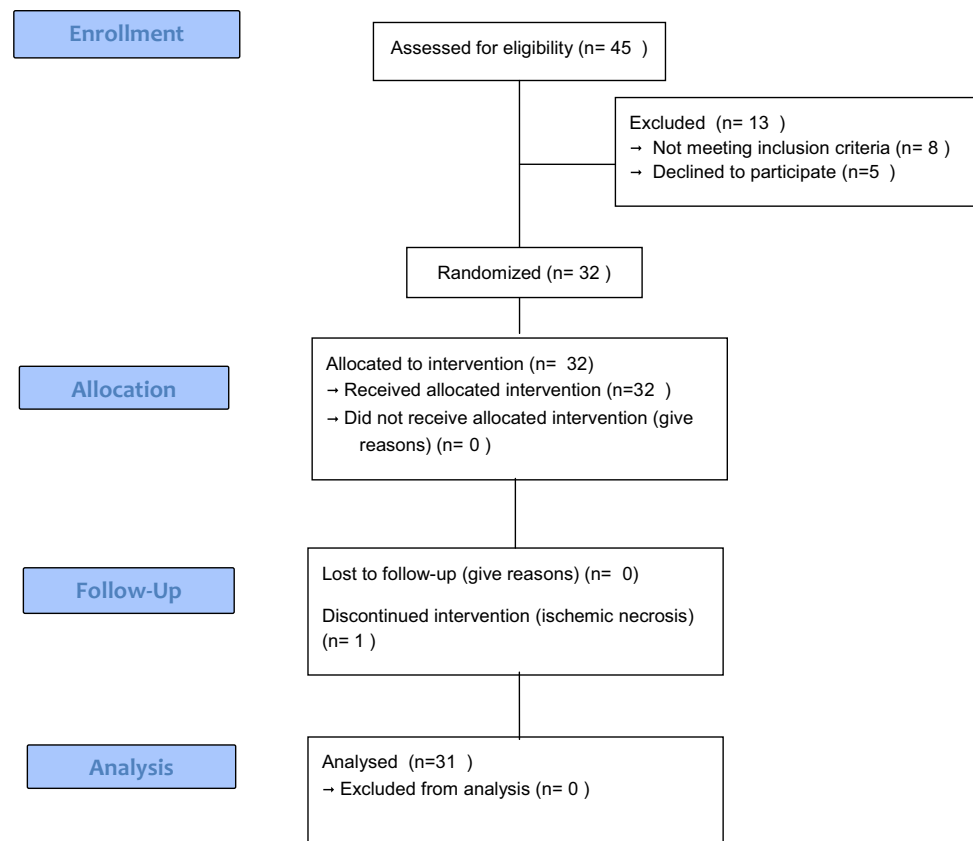 Enrollment
Assessed for eligibility (n= 45 )
Excluded (n= 13 )
→ Not meeting inclusion criteria (n= 8 )
→ Declined to participate (n=5 )
Randomized (n= 32 )
Allocation
Allocated to intervention (n= 32)
→ Received allocated intervention (n=32 )
→ Did not receive allocated intervention (give
reasons) (n= 0 )
Follow-Up
Lost to follow-up (give reasons) (n= 0)
Discontinued intervention (ischemic necrosis)
(n= 1 )
Analysis
Analysed (n=31 )
→ Excluded from analysis (n= 0 )